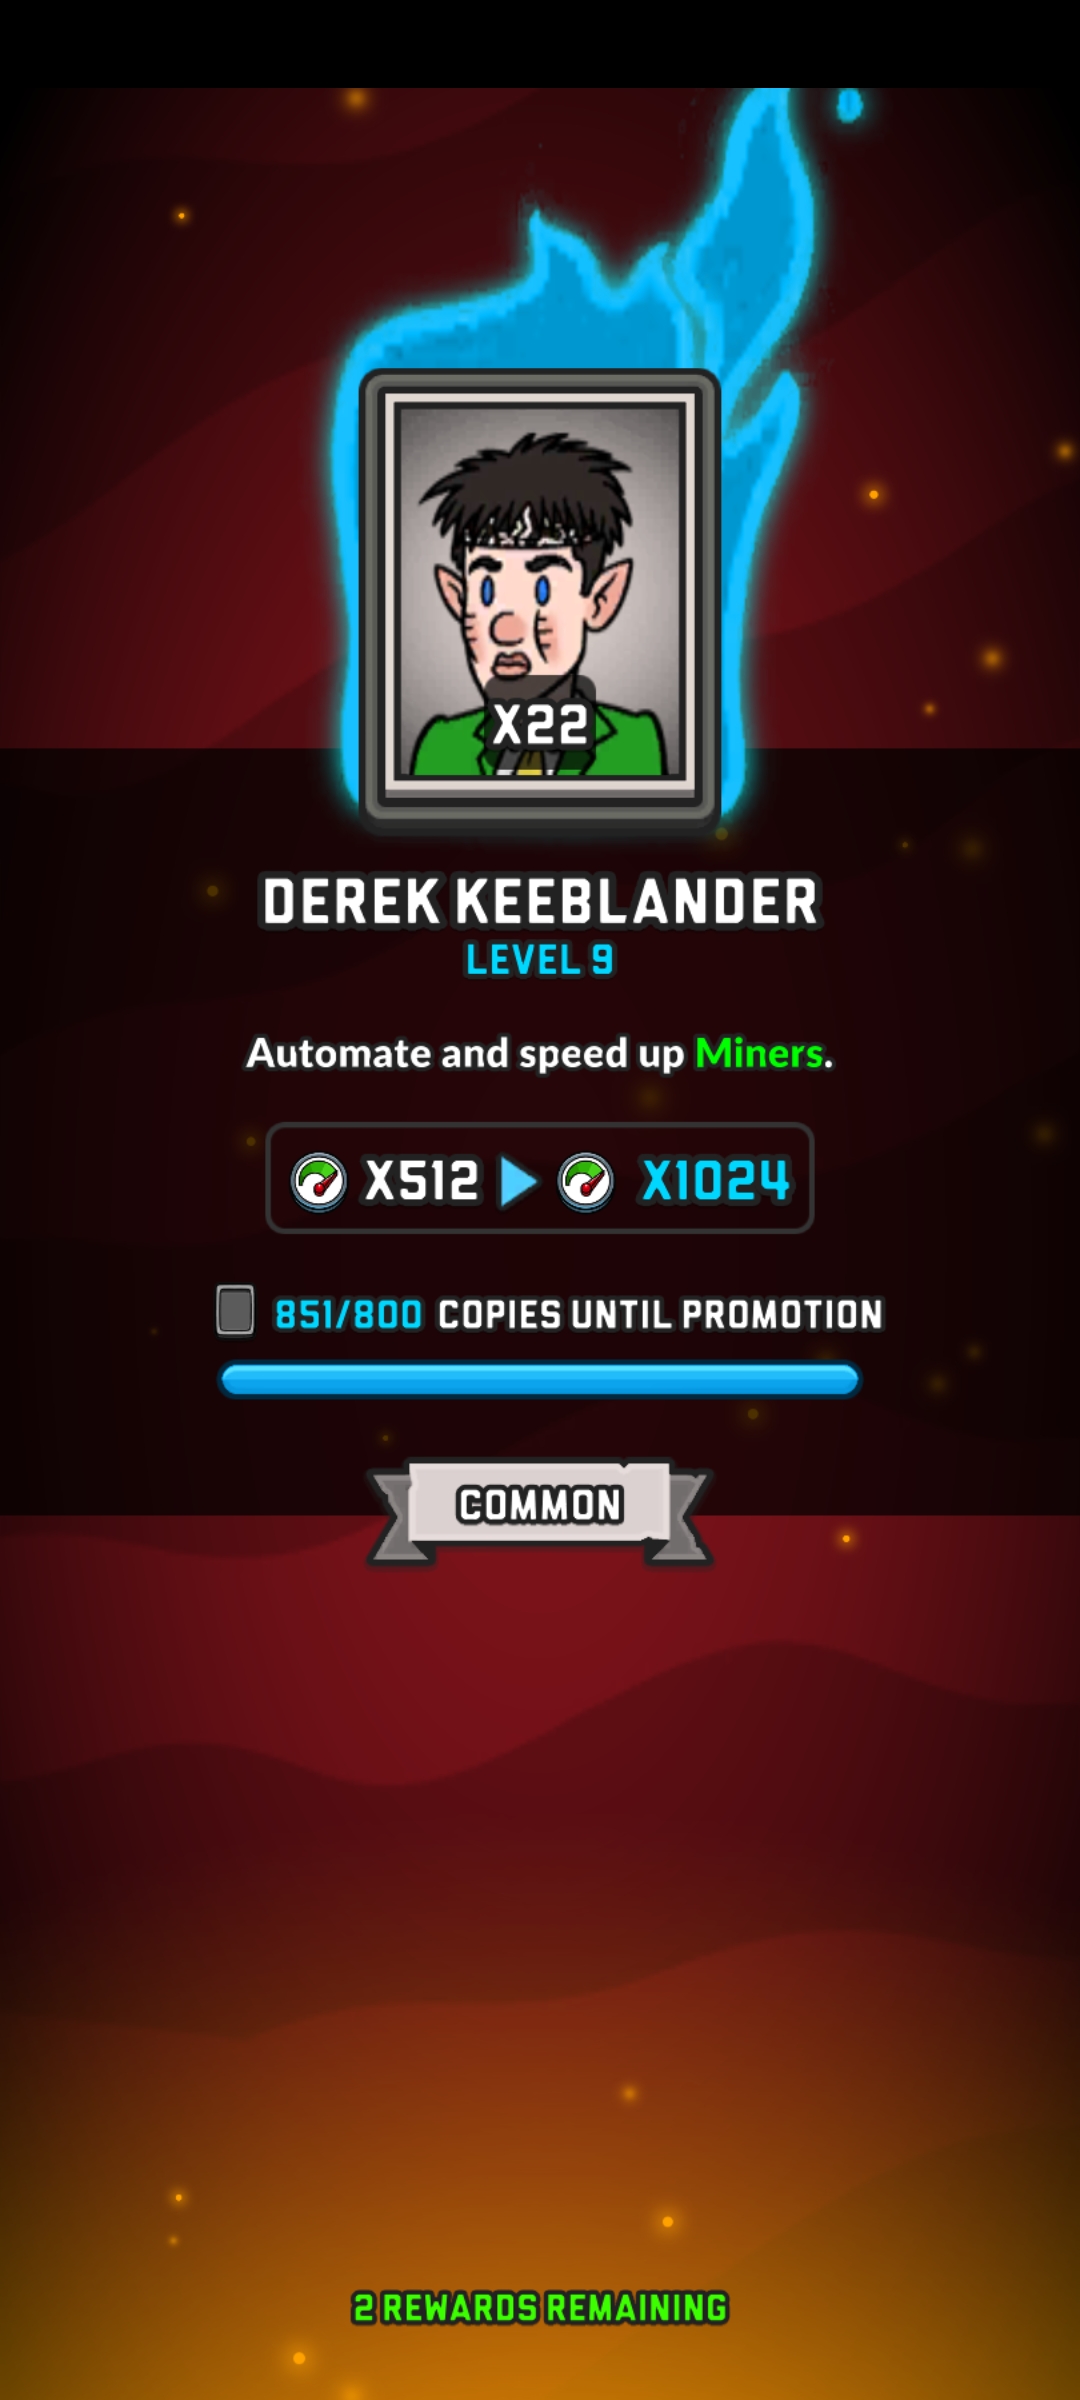 X22
DEREK KEEBLANDER
LEVEL 9
Automate and speed up Miners.
X512 X1024
851/800 COPIES UNTIL PROMOTION
COMMON
2 REWARDS REMAINING